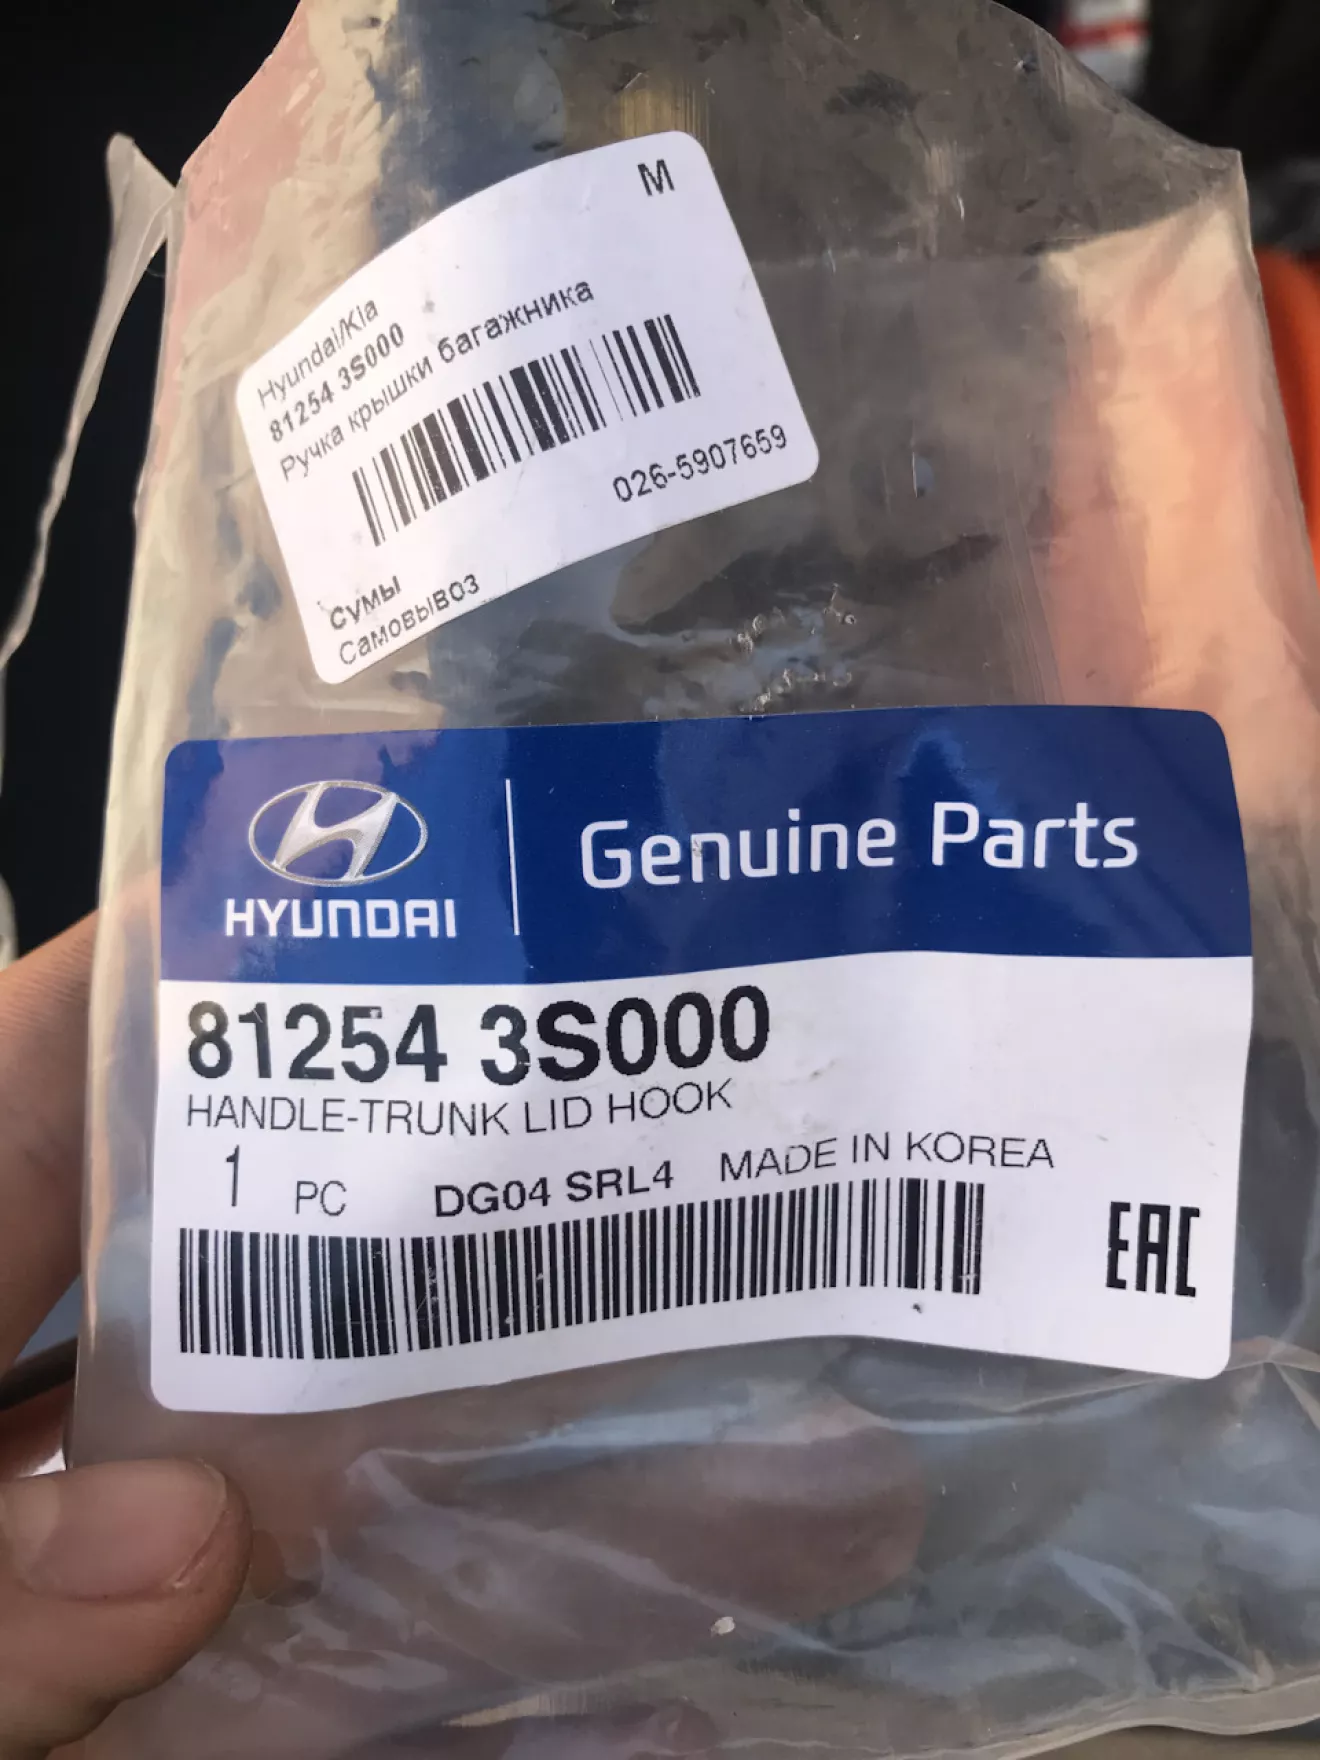 M
Hyundai/Kia
81254 3S000
Ручка крышки багажника
026-5907659
Сумы
Самовывоз
HYUNDAI
Genuine Parts
81254 3S000
HANDLE-TRUNK LID HOOK
1 PC DG04 SRL4 MADE IN KOREA
EAC